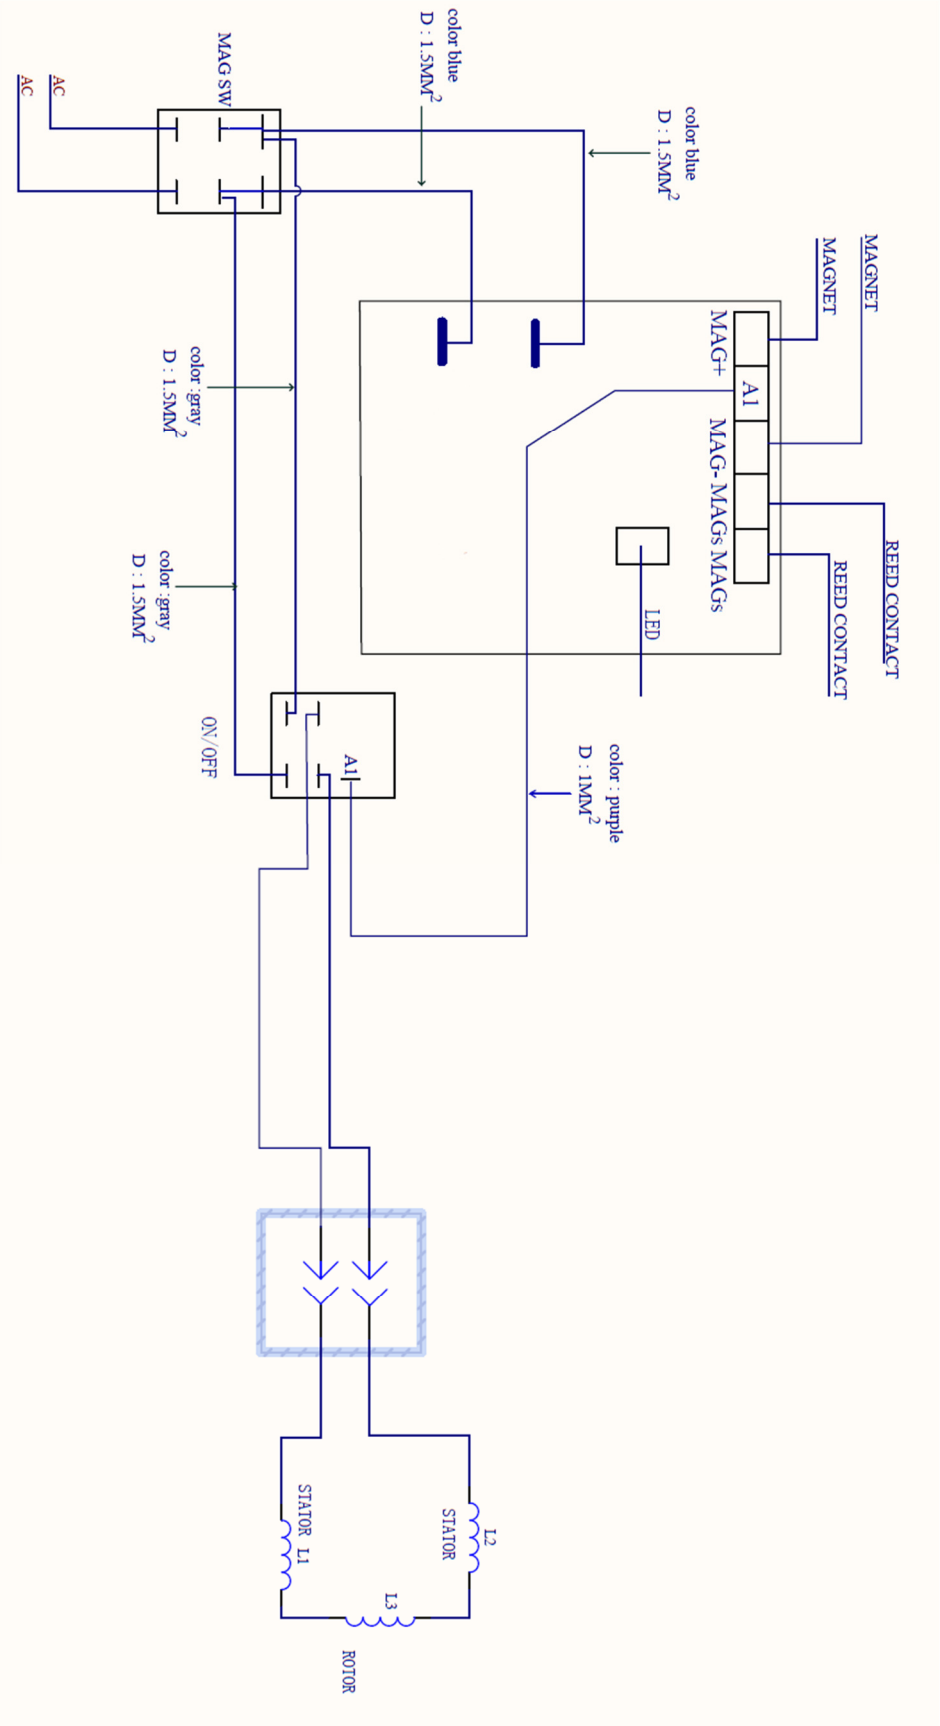 AC
AC
MAG SW
color blue
D : 1.5MM²
color blue
D : 1.5MM²
MAGNET
MAGNET
MAG+
A1
MAG-
MAGs
MAGs
REED CONTACT
REED CONTACT
LED
color :gray
D : 1.5MM²
color :gray
D : 1.5MM²
ON/OFF
A1
color : purple
D : 1MM²
STATOR L1
L2
STATOR
L3
ROTOR